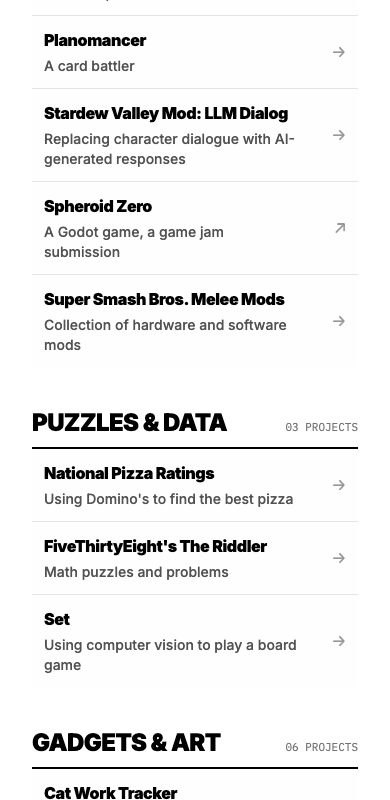 Planomancer
A card battler
Stardew Valley Mod: LLM Dialog
Replacing character dialogue with AI-
generated responses
Spheroid Zero
A Godot game, a game jam
submission
Super Smash Bros. Melee Mods
Collection of hardware and software
mods
PUZZLES & DATA
03 PROJECTS
National Pizza Ratings
Using Domino's to find the best pizza
FiveThirtyEight's The Riddler
Math puzzles and problems
Set
Using computer vision to play a board
game
GADGETS & ART
06 PROJECTS
Cat Work Tracker